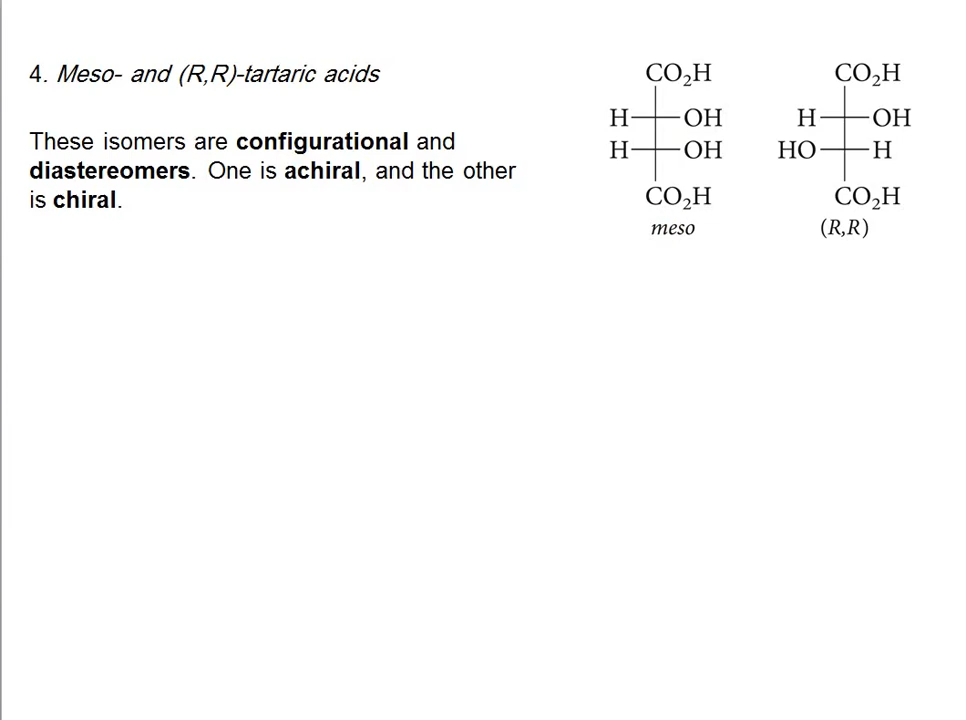 4. Meso- and (R,R)-tartaric acids
These isomers are configurational and
diastereomers. One is achiral, and the other
is chiral.
CO₂H
H OH
H OH
CO₂H
meso
CO₂H
H OH
HO H
CO₂H
(R,R)